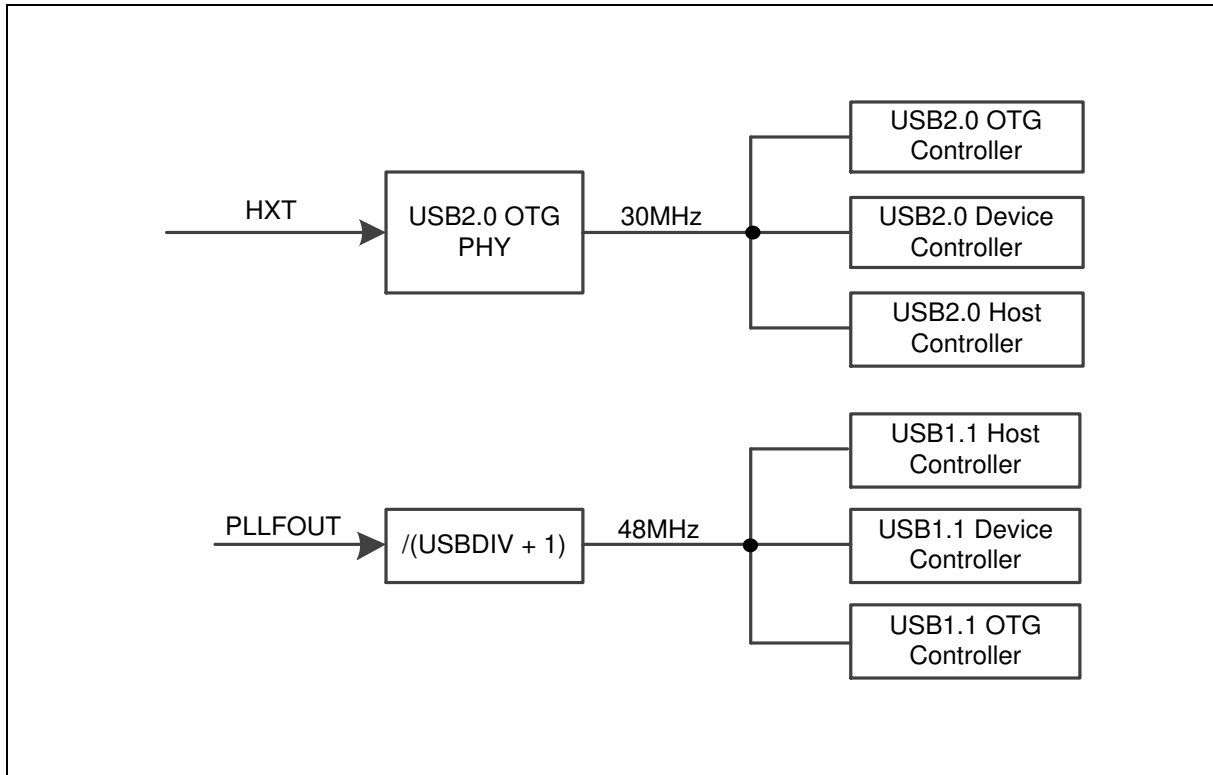 HXT
USB2.0 OTG
PHY
30MHz
USB2.0 OTG
Controller
USB2.0 Device
Controller
USB2.0 Host
Controller
PLLFOUT
/(USBDIV + 1)
48MHz
USB1.1 Host
Controller
USB1.1 Device
Controller
USB1.1 OTG
Controller